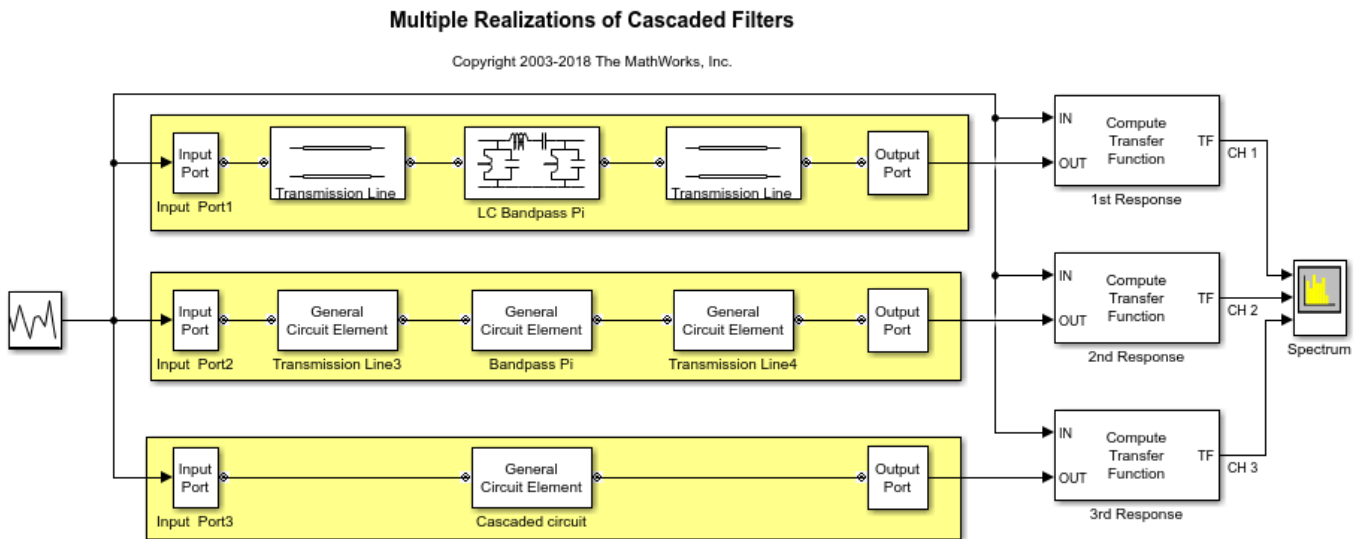 Multiple Realizations of Cascaded Filters
Copyright 2003-2018 The MathWorks, Inc.
Input
Port
Input Port1
Transmission Line
LC Bandpass Pi
Transmission Line
Output
Port
IN
OUT
Compute
Transfer
Function
TF
CH 1
1st Response
Input
Port
Input Port2
General
Circuit Element
Transmission Line3
General
Circuit Element
Bandpass Pi
General
Circuit Element
Transmission Line4
Output
Port
IN
OUT
Compute
Transfer
Function
TF
CH 2
2nd Response
Spectrum
Input
Port
Input Port3
General
Circuit Element
Cascaded circuit
Output
Port
IN
OUT
Compute
Transfer
Function
TF
CH 3
3rd Response